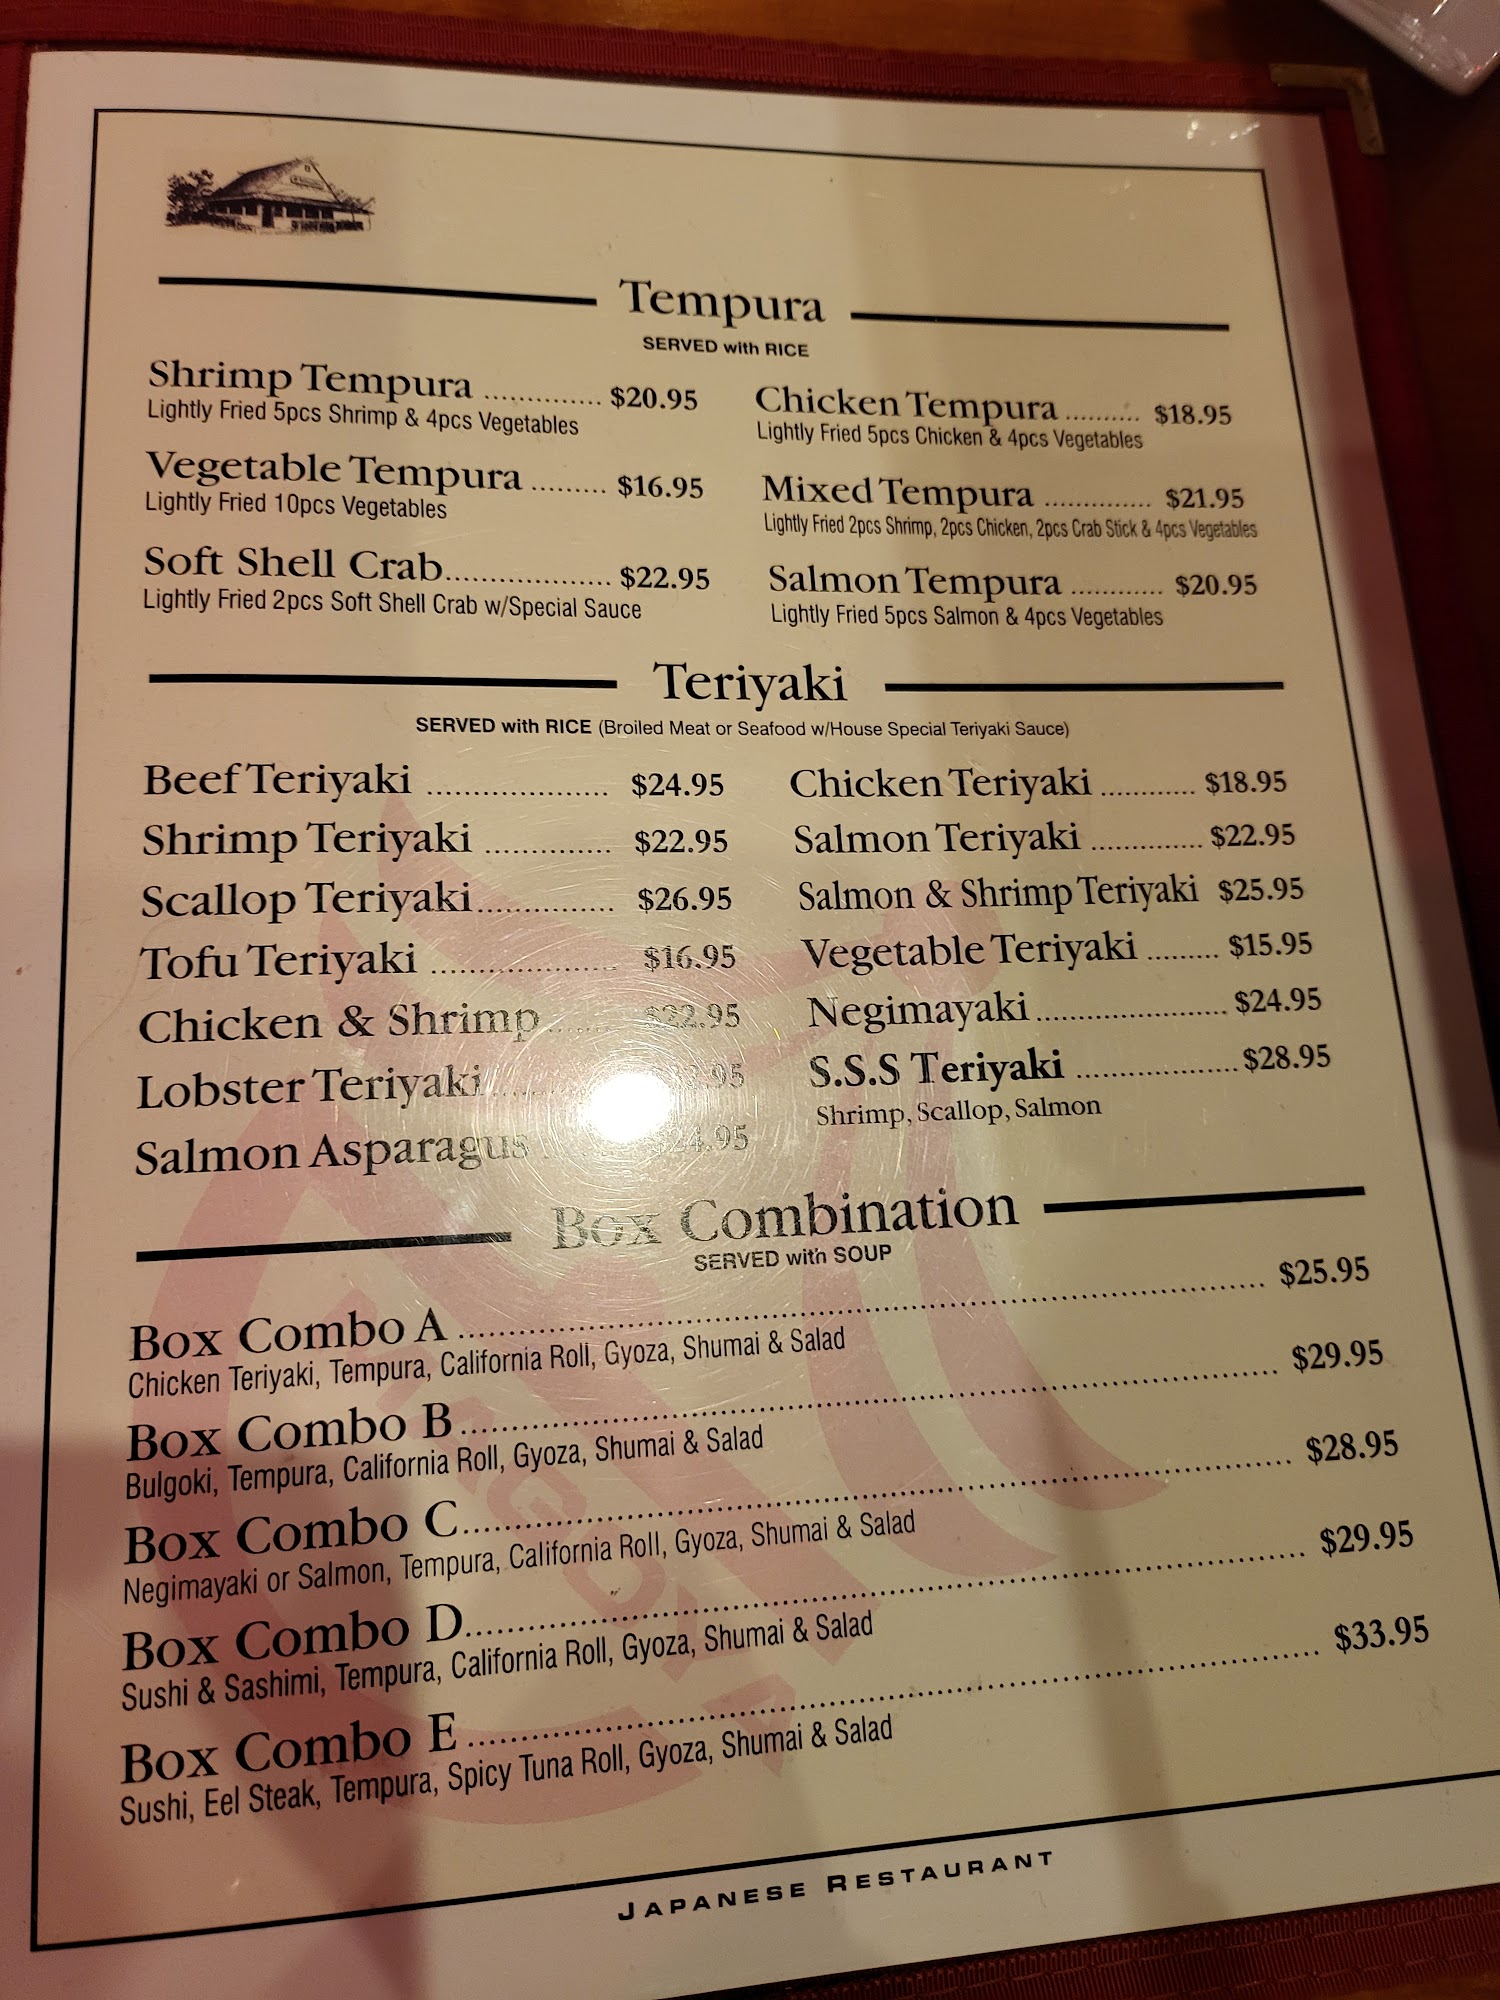 Tempura
SERVED with RICE
Shrimp Tempura .............. $20.95
Lightly Fried 5pcs Shrimp & 4pcs Vegetables
Vegetable Tempura ......... $16.95
Lightly Fried 10pcs Vegetables
Soft Shell Crab................... $22.95
Lightly Fried 2pcs Soft Shell Crab w/Special Sauce
Chicken Tempura .......... $18.95
Lightly Fried 5pcs Chicken & 4pcs Vegetables
Mixed Tempura .............. $21.95
Lightly Fried 2pcs Shrimp, 2pcs Chicken, 2pcs Crab Stick & 4pcs Vegetables
Salmon Tempura ............ $20.95
Lightly Fried 5pcs Salmon & 4pcs Vegetables
Teriyaki
SERVED with RICE (Broiled Meat or Seafood w/House Special Teriyaki Sauce)
Beef Teriyaki .................... $24.95
Shrimp Teriyaki .............. $22.95
Scallop Teriyaki............... $26.95
Tofu Teriyaki .................... $16.95
Chicken & Shrimp ...... $22.95
Lobster Teriyaki
Salmon Asparagus $24.95
Chicken Teriyaki ............ $18.95
Salmon Teriyaki .............. $22.95
Salmon & Shrimp Teriyaki $25.95
Vegetable Teriyaki ......... $15.95
Negimayaki ...................... $24.95
S.S.S Teriyaki .................. $28.95
Shrimp, Scallop, Salmon
Box Combination
SERVED with SOUP
Box Combo A .......... $25.95
Chicken Teriyaki, Tempura, California Roll, Gyoza, Shumai & Salad
Box Combo B .......... $29.95
Bulgoki, Tempura, California Roll, Gyoza, Shumai & Salad
Box Combo C .......... $28.95
Negimayaki or Salmon, Tempura, California Roll, Gyoza, Shumai & Salad
Box Combo D .......... $29.95
Sushi & Sashimi, Tempura, California Roll, Gyoza, Shumai & Salad
Box Combo E .......... $33.95
Sushi, Eel Steak, Tempura, Spicy Tuna Roll, Gyoza, Shumai & Salad
JAPANESE RESTAURANT